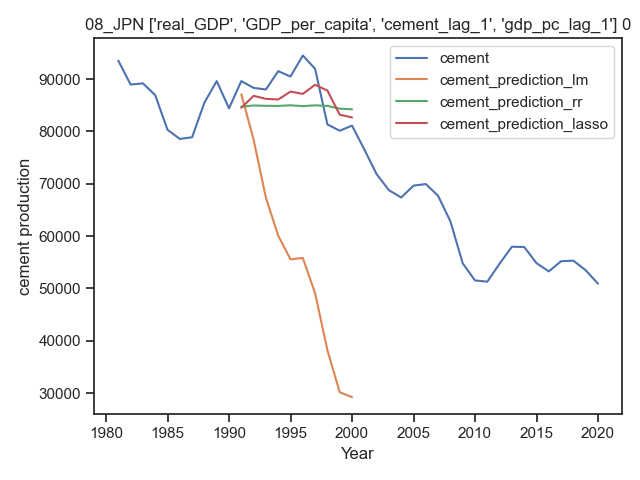 08_JPN ['real_GDP', 'GDP_per_capita', 'cement_lag_1', 'gdp_pc_lag_1'] 0
cement
cement_prediction_lm
cement_prediction_rr
cement_prediction_lasso
90000
80000
70000
60000
50000
40000
30000
cement production
1980 1985 1990 1995 2000 2005 2010 2015 2020
Year